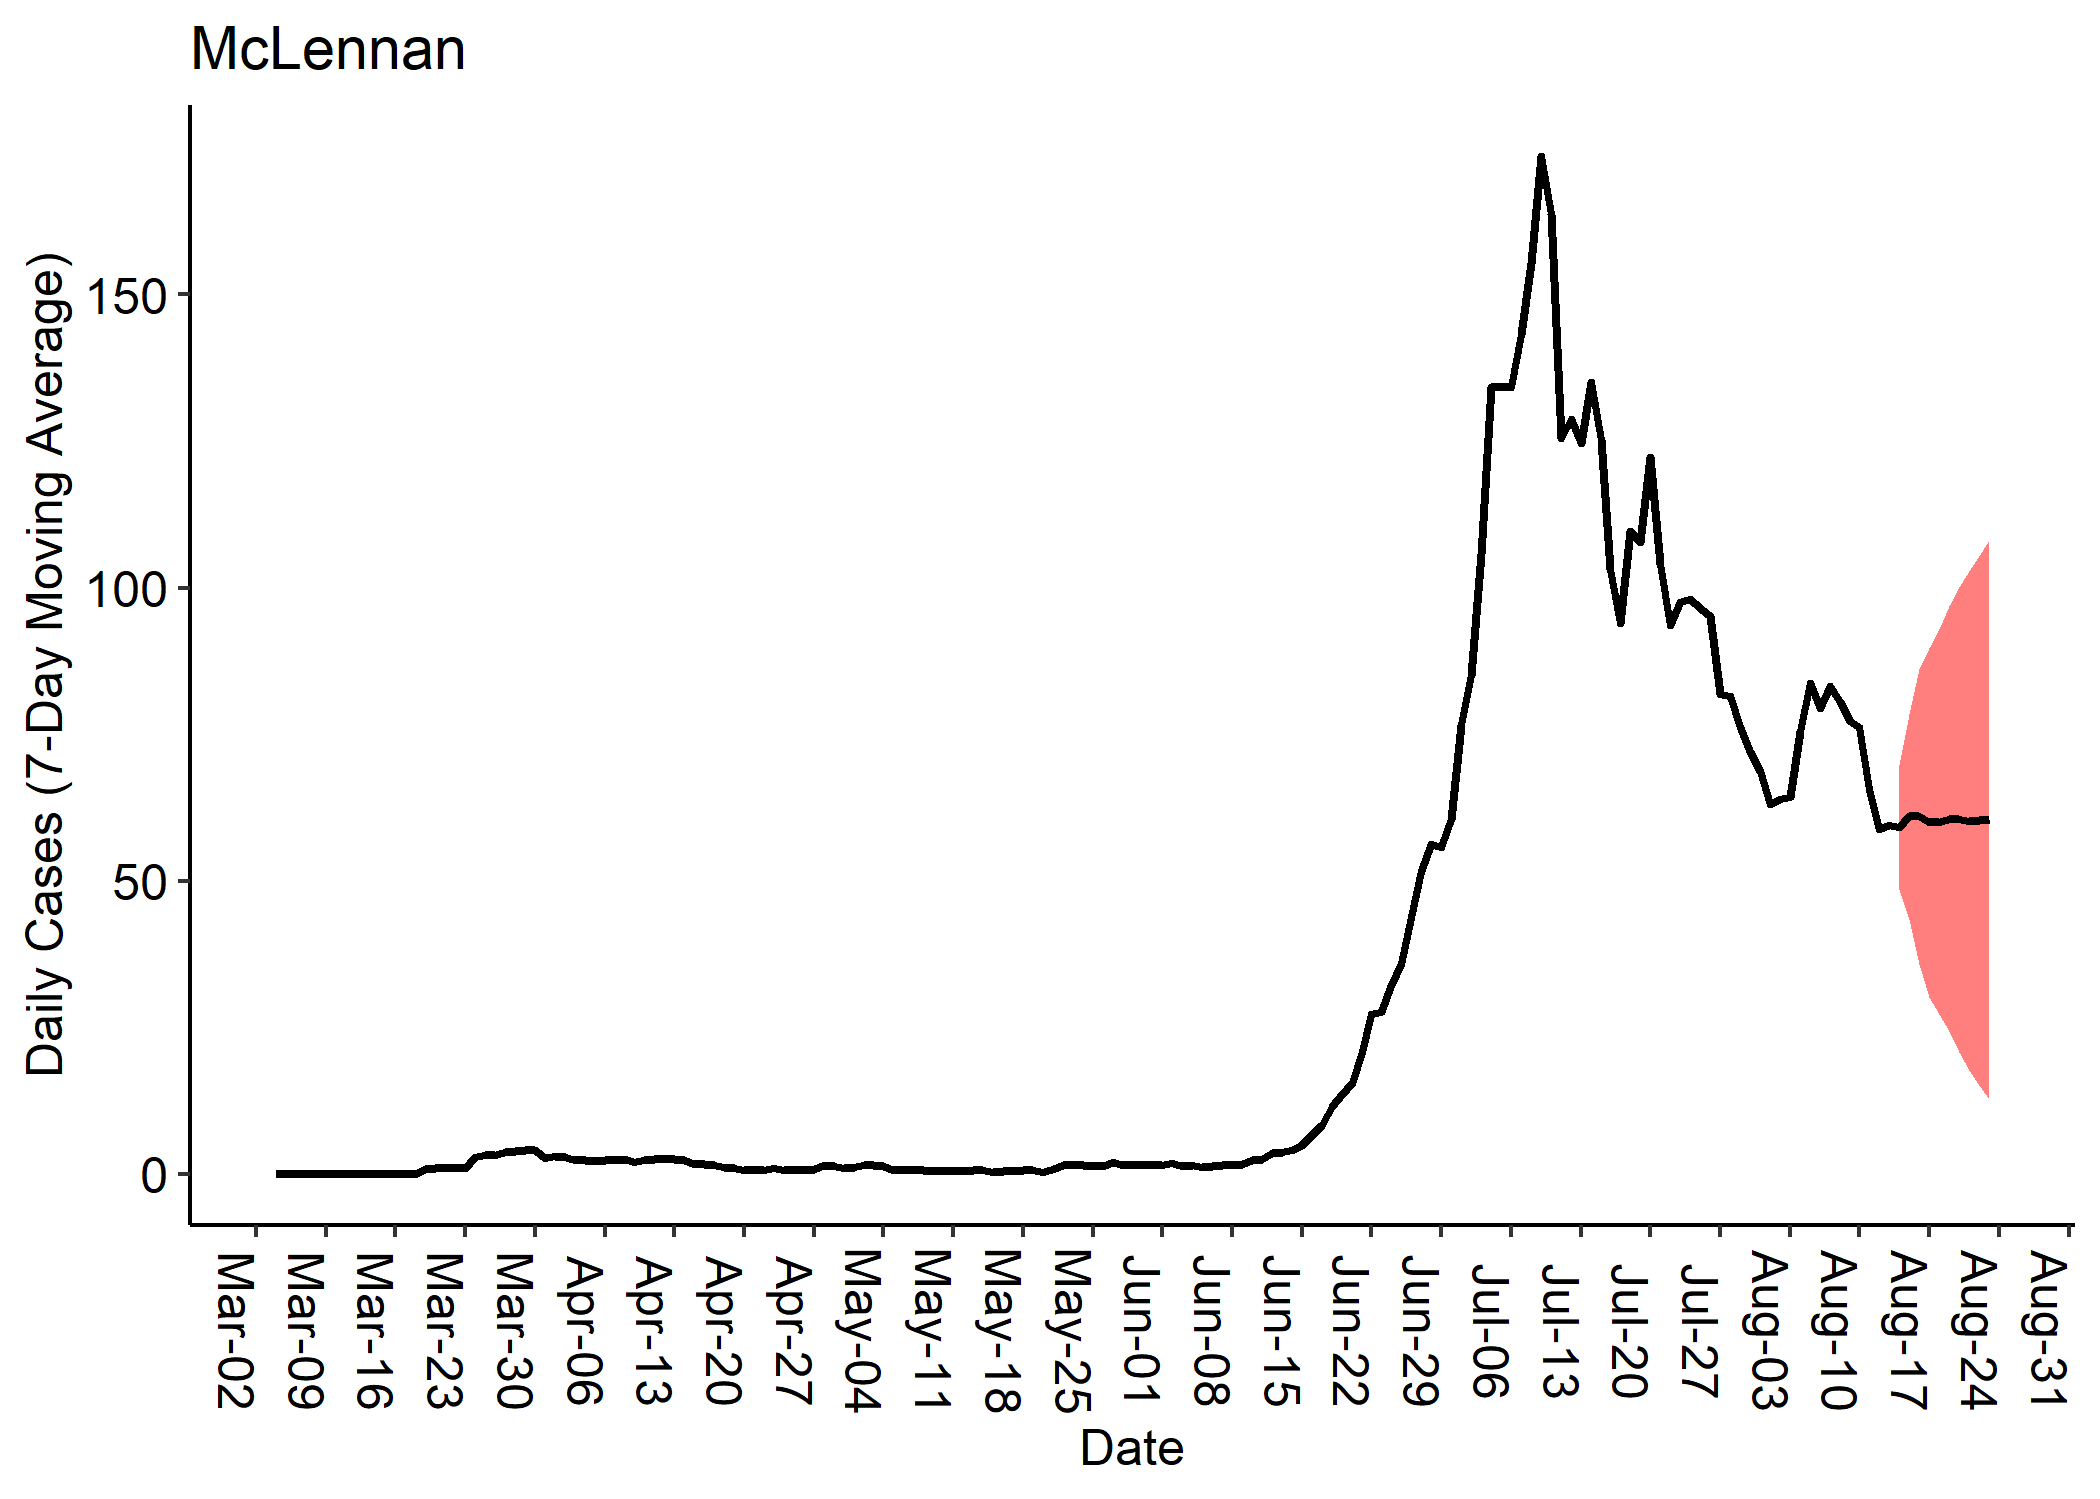 McLennan
Daily Cases (7-Day Moving Average)
150
100
50
0
Mar-02
Mar-09
Mar-16
Mar-23
Mar-30
Apr-06
Apr-13
Apr-20
Apr-27
May-04
May-11
May-18
May-25
Jun-01
Jun-08
Jun-15
Jun-22
Jun-29
Jul-06
Jul-13
Jul-20
Jul-27
Aug-03
Aug-10
Aug-17
Aug-24
Aug-31
Date